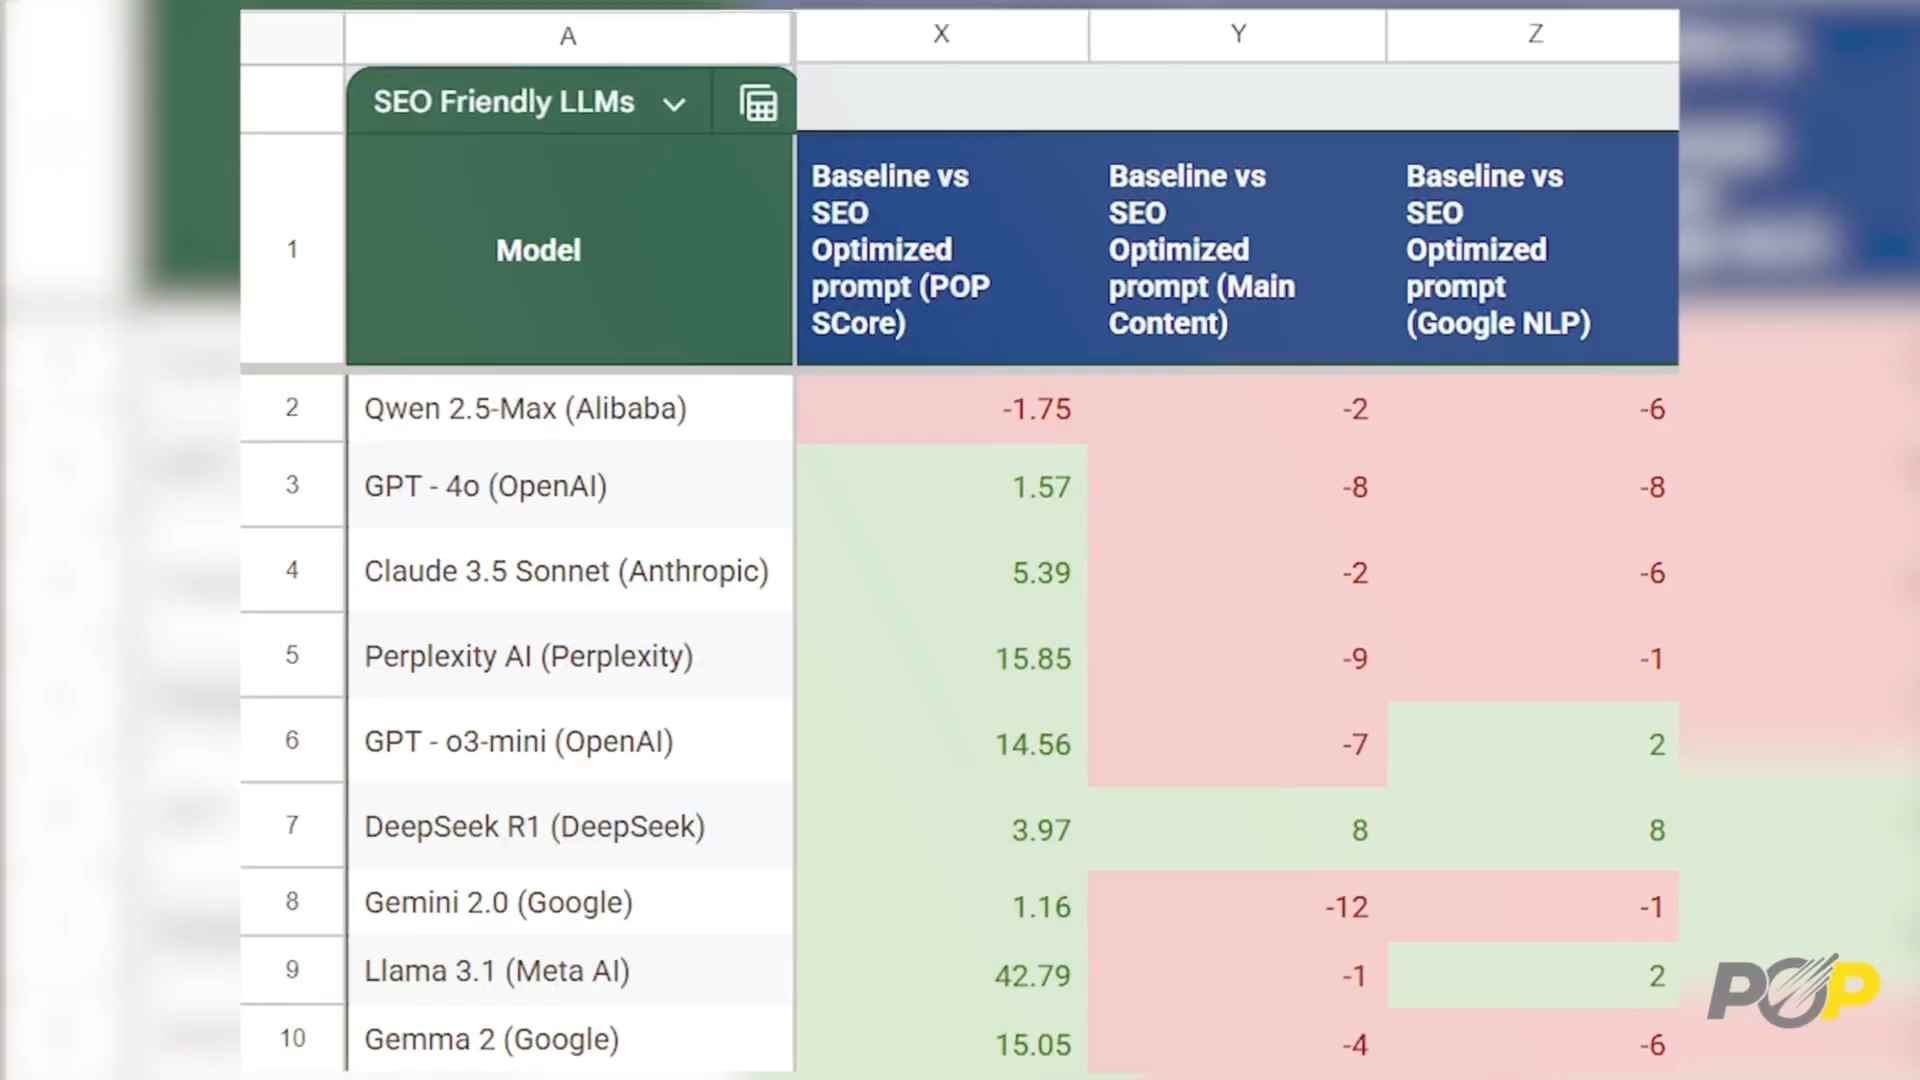 A X Y Z
SEO Friendly LLMs
1
Model
Baseline vs
SEO
Optimized
prompt (POP
SCore)
Baseline vs
SEO
Optimized
prompt (Main
Content)
Baseline vs
SEO
Optimized
prompt
(Google NLP)
2 Qwen 2.5-Max (Alibaba) -1.75 -2 -6
3 GPT - 4o (OpenAI) 1.57 -8 -8
4 Claude 3.5 Sonnet (Anthropic) 5.39 -2 -6
5 Perplexity AI (Perplexity) 15.85 -9 -1
6 GPT - o3-mini (OpenAI) 14.56 -7 2
7 DeepSeek R1 (DeepSeek) 3.97 8 8
8 Gemini 2.0 (Google) 1.16 -12 -1
9 Llama 3.1 (Meta AI) 42.79 -1 2
10 Gemma 2 (Google) 15.05 -4 -6
POP